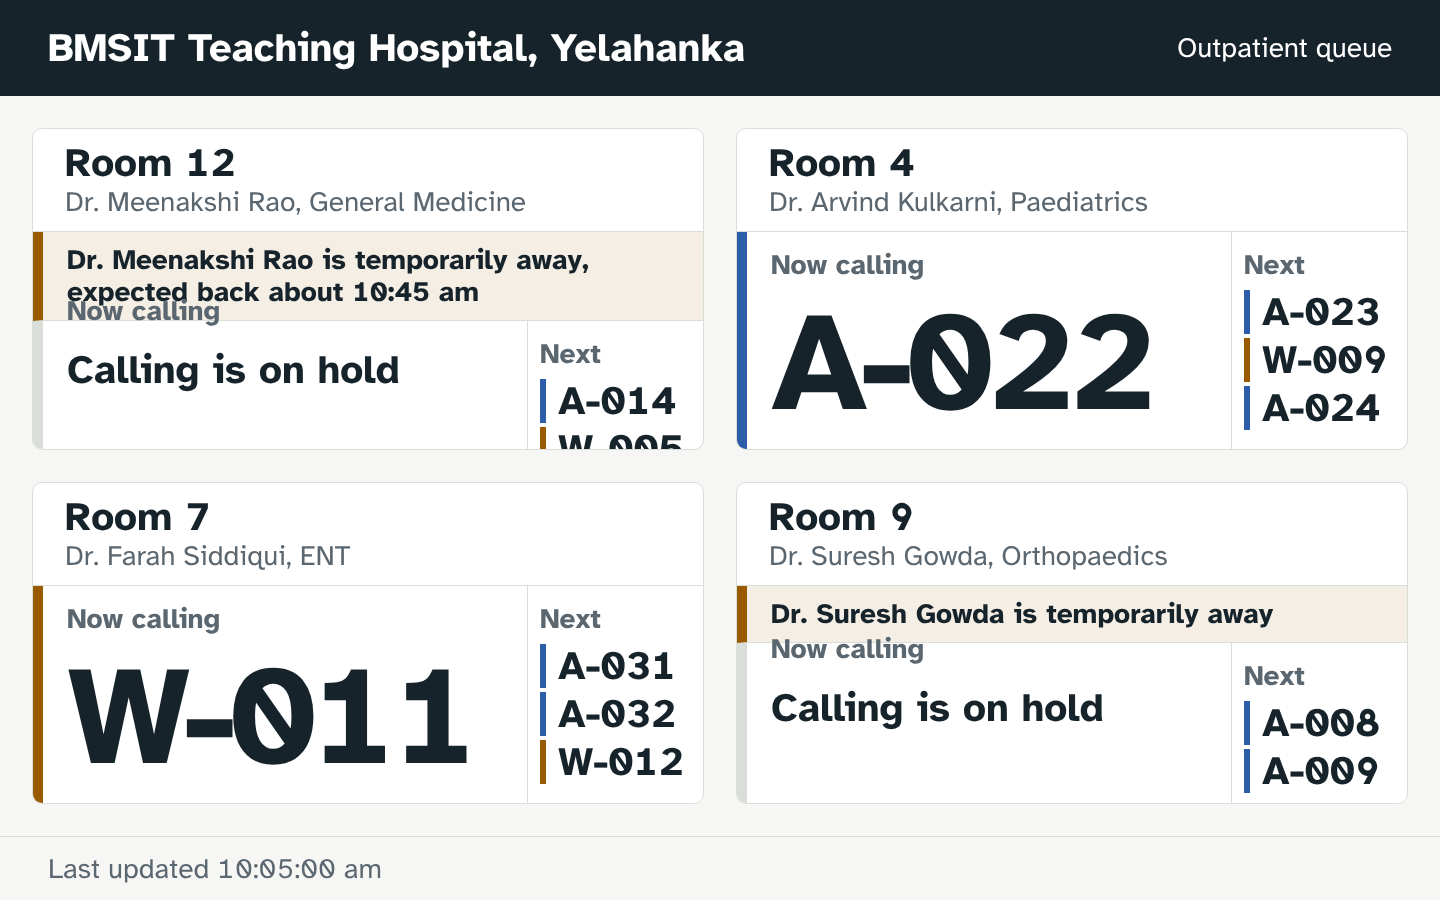 BMSIT Teaching Hospital, Yelahanka
Outpatient queue
Room 12
Dr. Meenakshi Rao, General Medicine
Dr. Meenakshi Rao is temporarily away,
expected back about 10:45 am
Now calling
Calling is on hold
Next
A-014
W-005
Room 4
Dr. Arvind Kulkarni, Paediatrics
Now calling
A-022
Next
A-023
W-009
A-024
Room 7
Dr. Farah Siddiqui, ENT
Now calling
W-011
Next
A-031
A-032
W-012
Room 9
Dr. Suresh Gowda, Orthopaedics
Dr. Suresh Gowda is temporarily away
Now calling
Calling is on hold
Next
A-008
A-009
Last updated 10:05:00 am